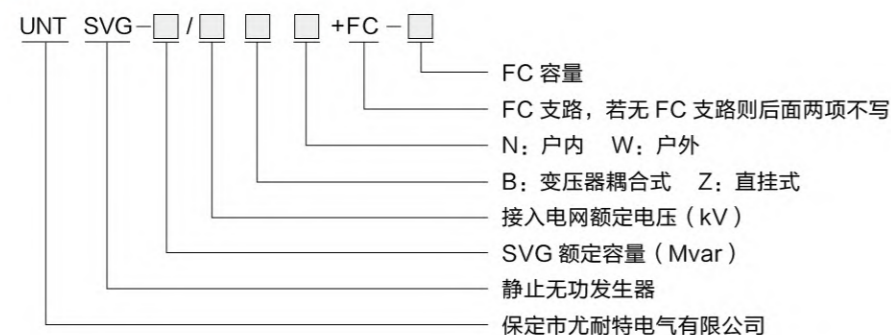 UNT SVG–□/□ □ □ +FC – □
FC 容量
FC 支路，若无 FC 支路则后面两项不写
N：户内 W：户外
B：变压器耦合式 Z：直挂式
接入电网额定电压（kV）
SVG 额定容量（Mvar）
静止无功发生器
保定市尤耐特电气有限公司